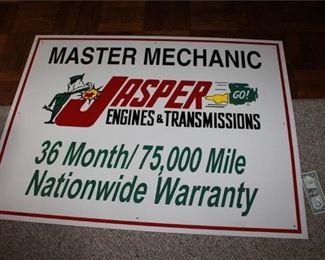 MASTER MECHANIC
JASPER
GO!
ENGINES & TRANSMISSIONS
36 Month/ 75,000 Mile
Nationwide Warranty